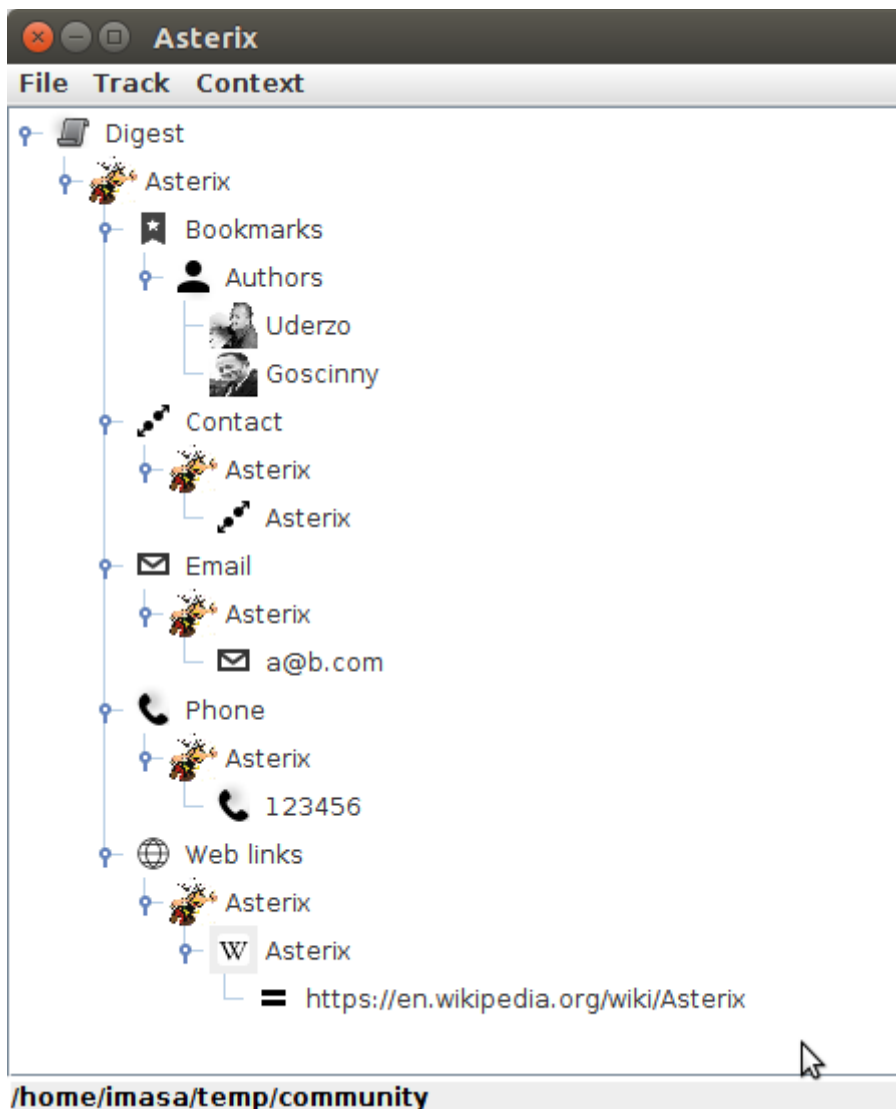 Asterix
File Track Context
Digest
Asterix
Bookmarks
Authors
Uderzo
Goscinny
Contact
Asterix
Asterix
Email
Asterix
a@b.com
Phone
Asterix
123456
Web links
Asterix
W Asterix
https://en.wikipedia.org/wiki/Asterix
/home/imasa/temp/community